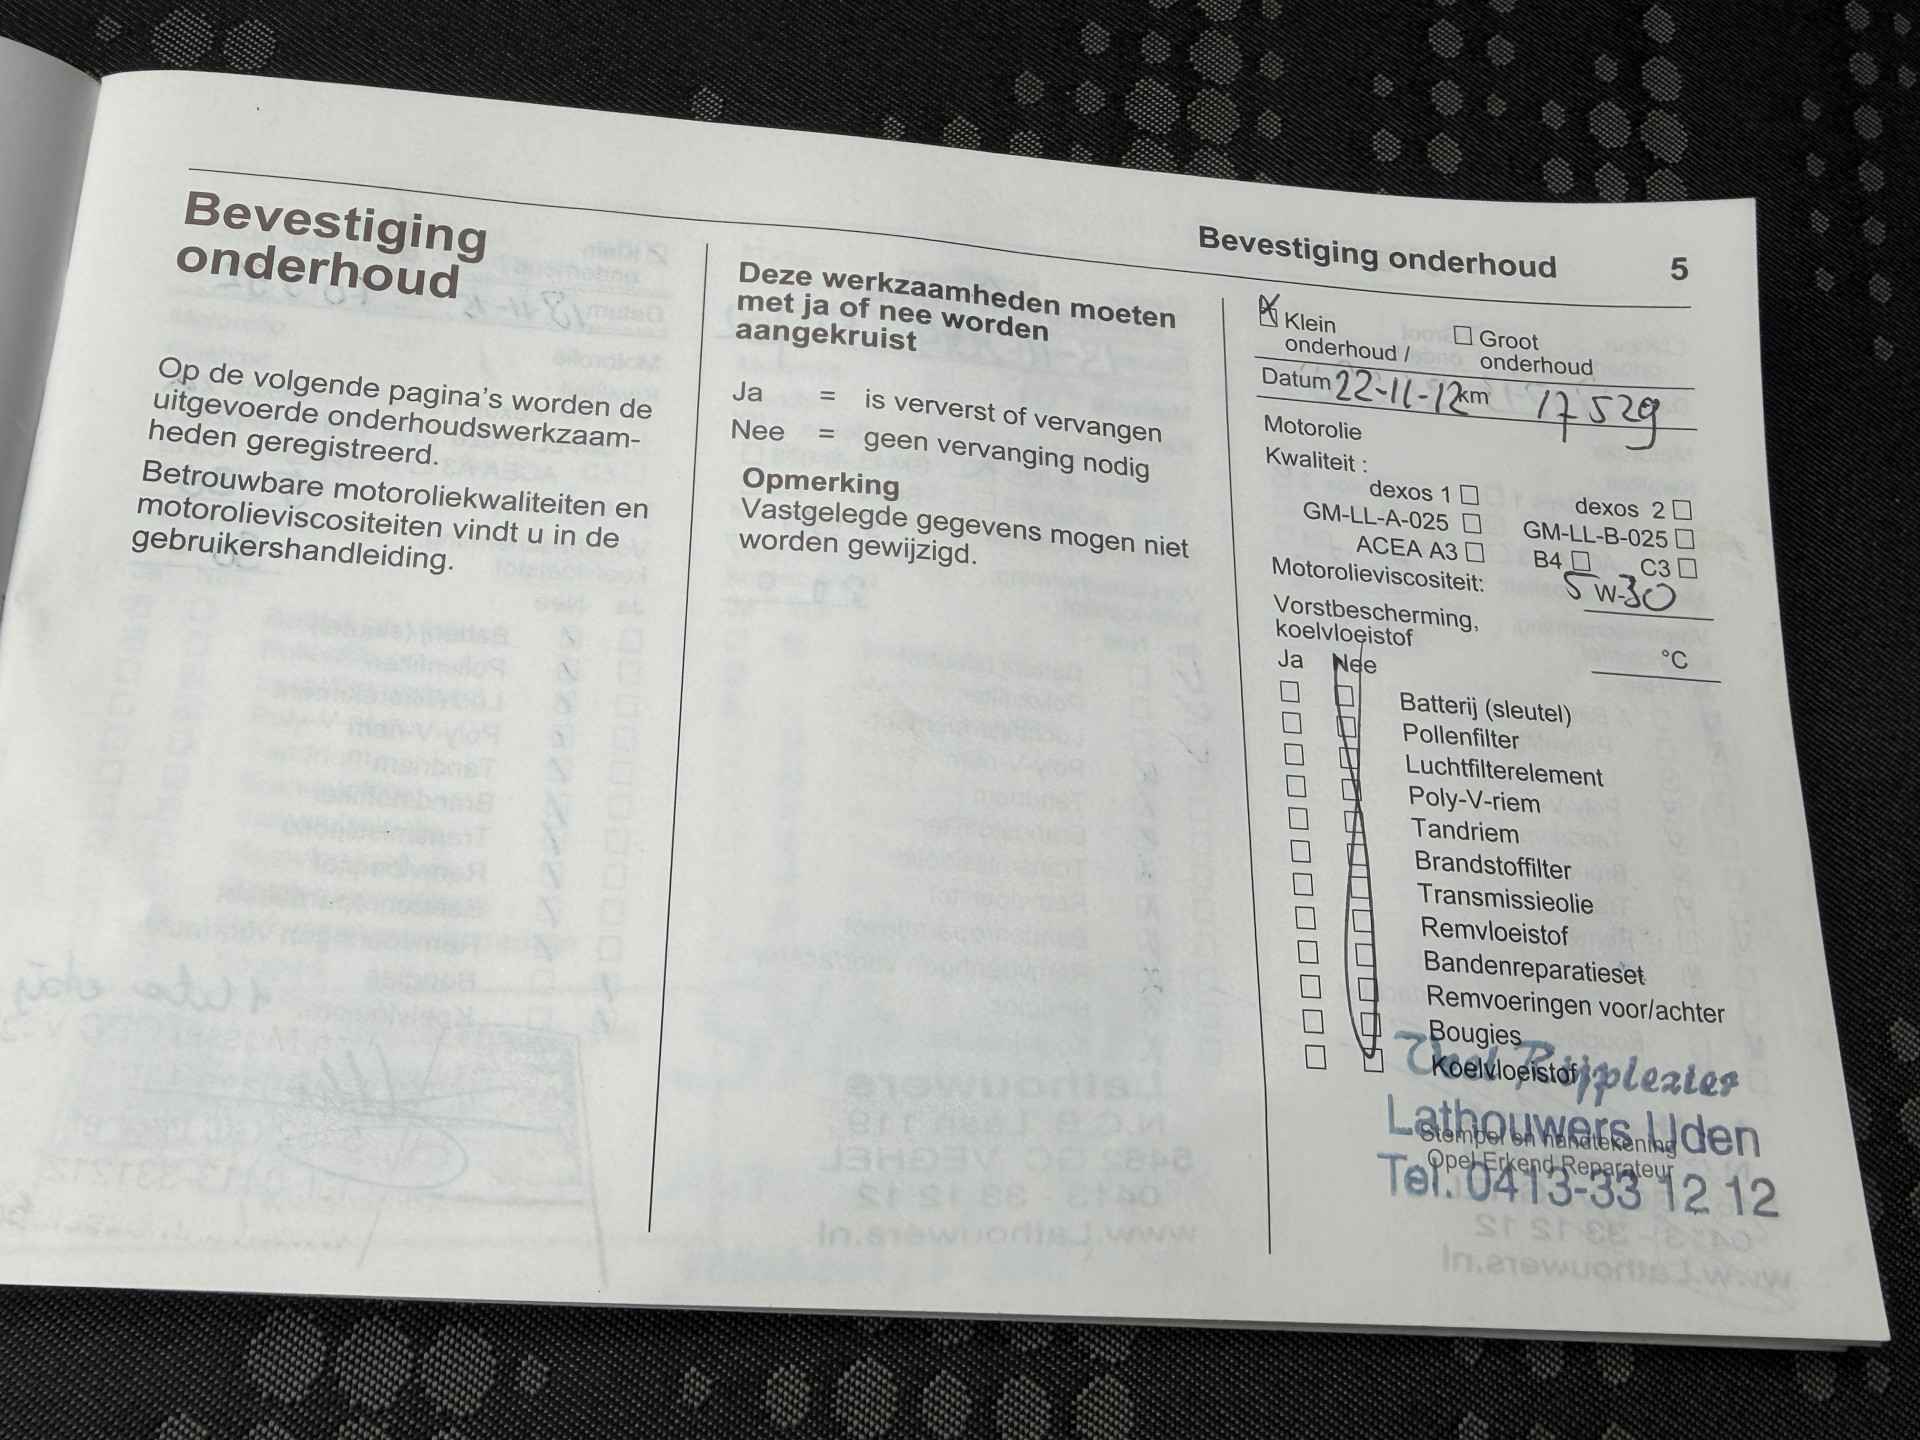 Bevestiging onderhoud 5
Bevestiging
onderhoud
Op de volgende pagina's worden de
uitgevoerde onderhoudswerkzaam-
heden geregistreerd.
Betrouwbare motoroliekwaliteiten en
motorolieviscositeiten vindt u in de
gebruikershandleiding.
Deze werkzaamheden moeten
met ja of nee worden
aangekruist
Ja = is ververst of vervangen
Nee = geen vervanging nodig
Opmerking
Vastgelegde gegevens mogen niet
worden gewijzigd.
Klein
onderhoud /
Groot
onderhoud
Datum 22-11-12 km 17529
Motorolie
Kwaliteit :
dexos 1 dexos 2
GM-LL-A-025 GM-LL-B-025
ACEA A3 B4 C3
Motorolieviscositeit: 5 W-30
Vorstbescherming,
koelvloeistof °C
Ja Nee
Batterij (sleutel)
Pollenfilter
Luchtfilterelement
Poly-V-riem
Tandriem
Brandstoffilter
Transmissieolie
Remvloeistof
Bandenreparatieset
Remvoeringen voor/achter
Bougies
Koelvloeistof
Lathouwers Uden
Stempel en handtekening
Opel Erkend Reparateur
Tel. 0413-33 12 12